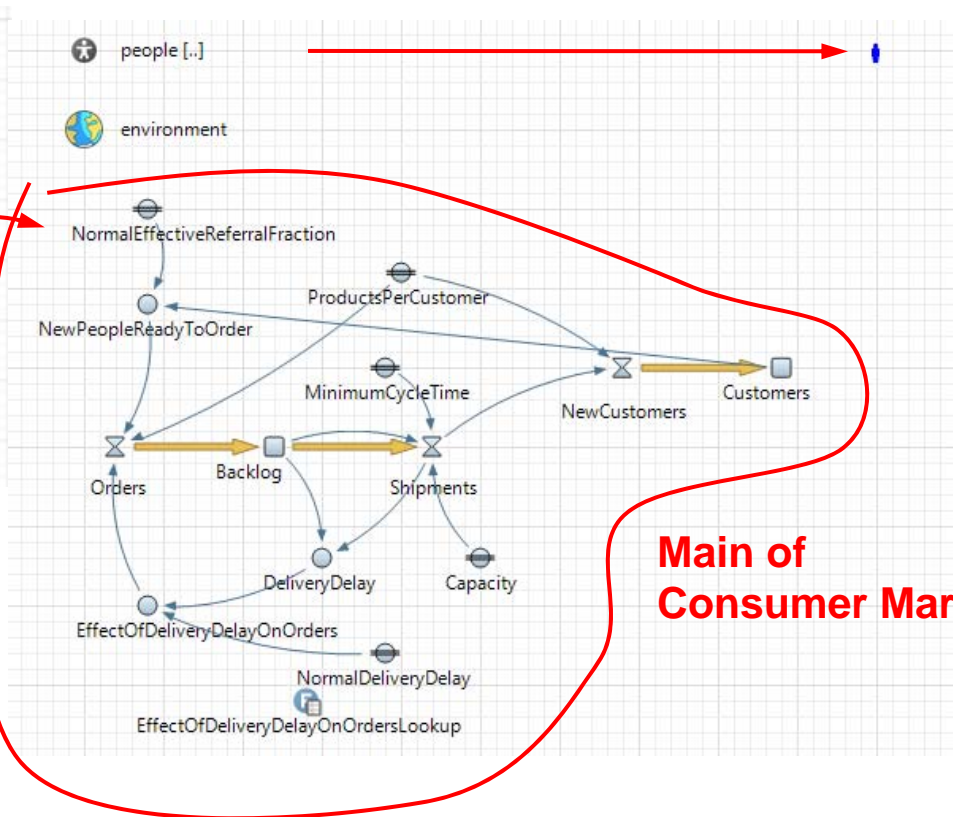 people [..]
environment
NormalEffectiveReferralFraction
ProductsPerCustomer
NewPeopleReadyToOrder
MinimumCycleTime
Customers
NewCustomers
Backlog
Orders
Shipments
Main of
DeliveryDelay
Capacity
Consumer Mar
EffectOfDeliveryDelayOnOrders
NormalDeliveryDelay
F
EffectOfDeliveryDelayOnOrdersLookup